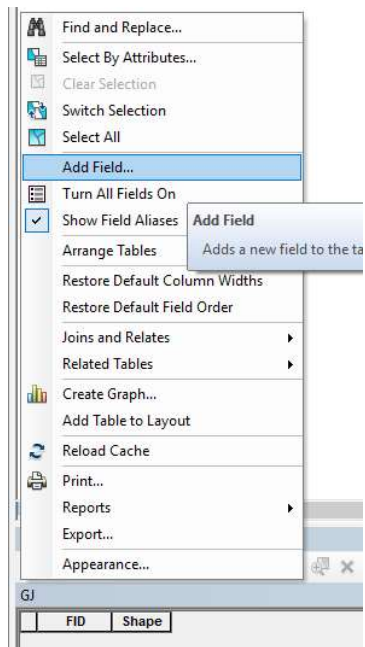 Find and Replace...
Select By Attributes...
Clear Selection
Switch Selection
Select All
Add Field...
Turn All Fields On
Show Field Aliases
Add Field
Arrange Tables
Adds a new field to the
Restore Default Column Widths
Restore Default Field Order
Joins and Relates
Related Tables
Create Graph...
Add Table to Layout
Reload Cache
Print...
Reports
Export...
Appearance...
GJ
FID Shape